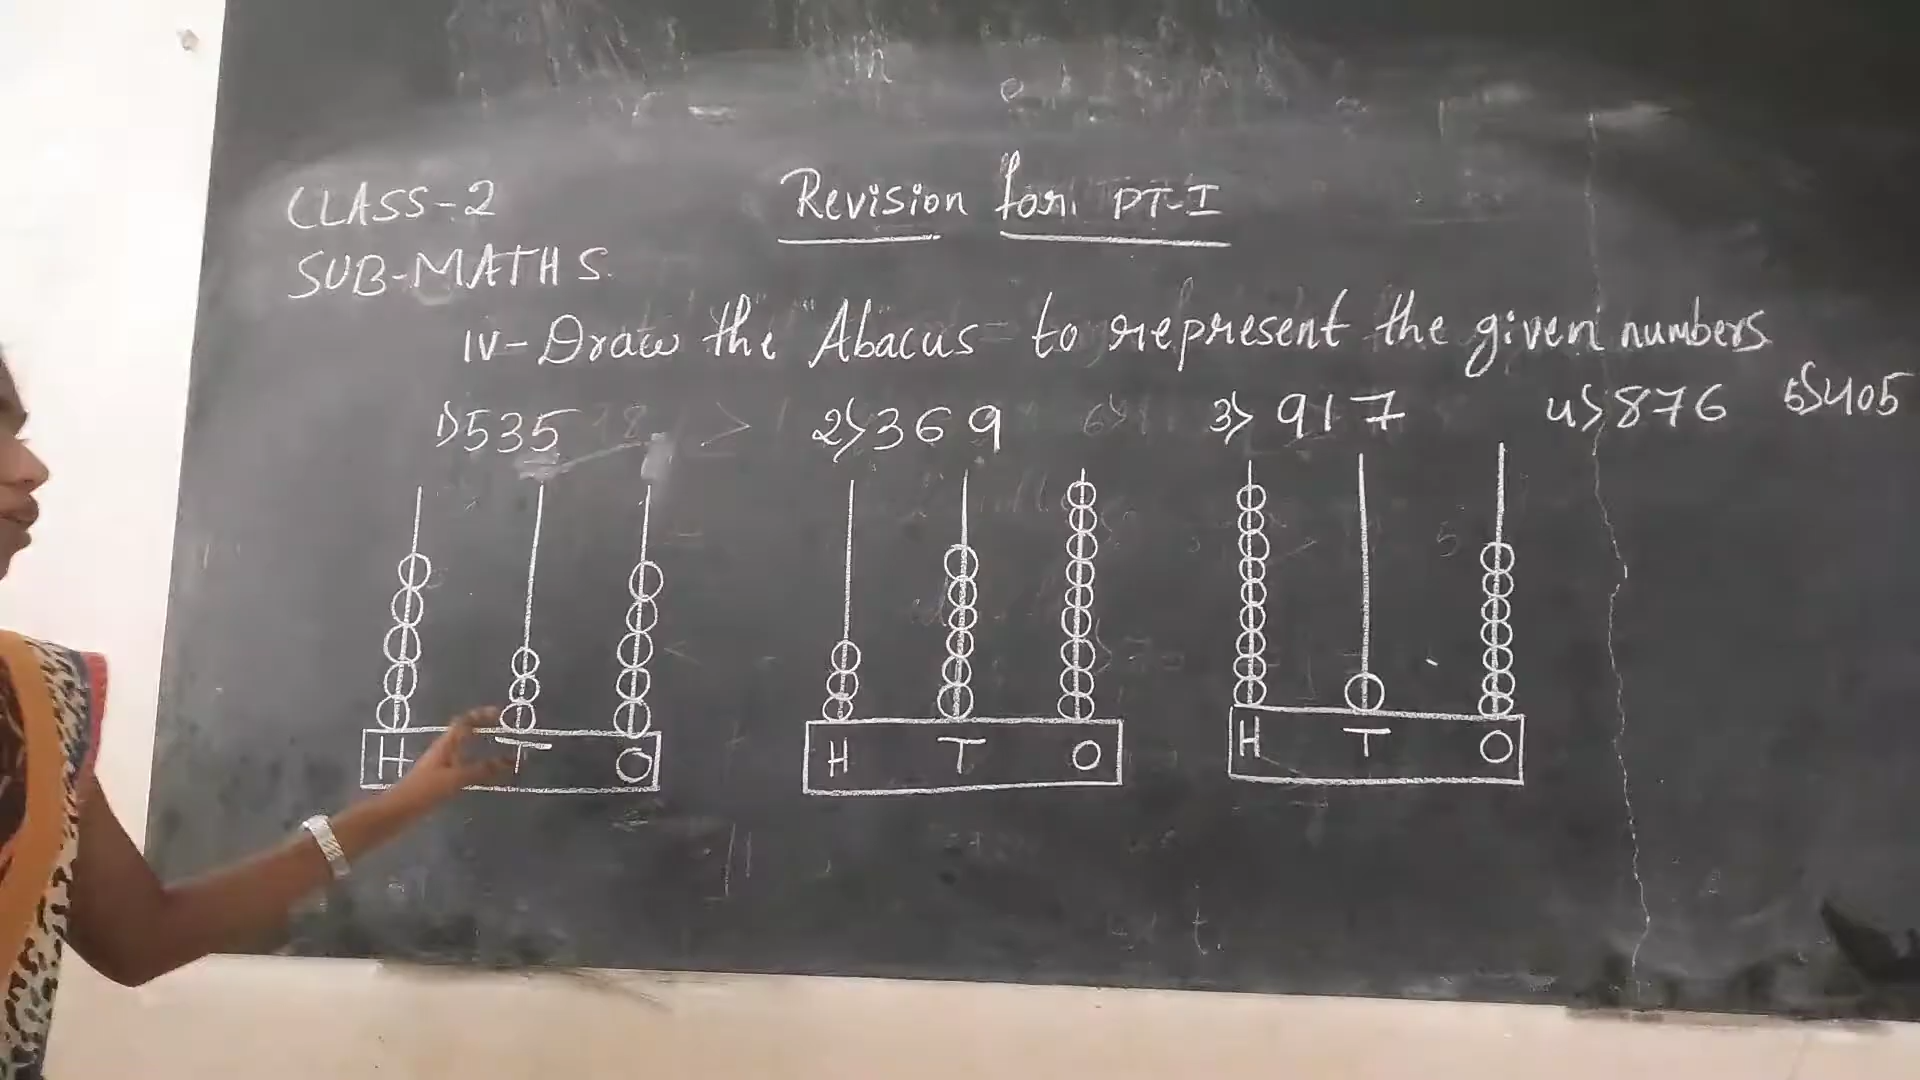 CLASS-2
Revision for. PT-I
SUB-MATHS
IV-Draw the "Abacus" to represent the given numbers
1>535 2>369 3>917 4>876 5>405
H T O H T O H T O